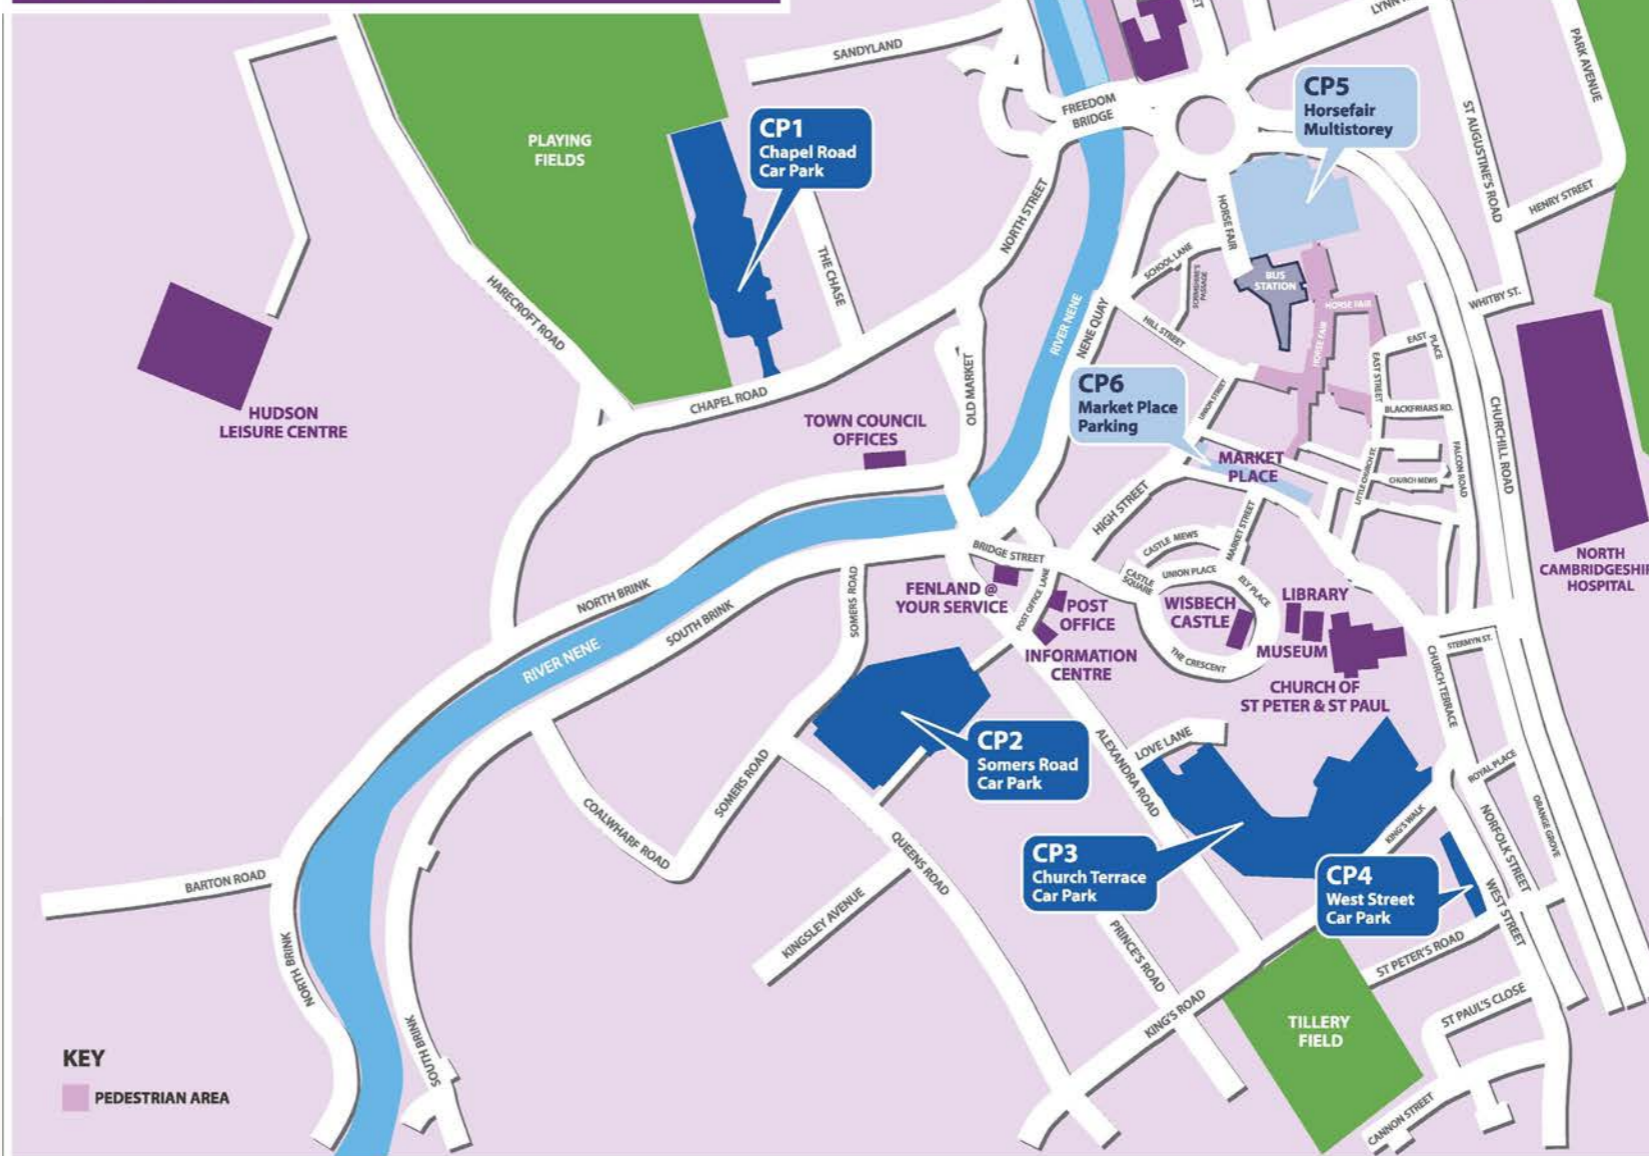 SANDYLAND
FREEDOM
BRIDGE
PARK AVENUE
ST AUGUSTINE'S ROAD
HENRY STREET
WHITBY ST.
CP5
Horsefair
Multistorey
CP1
Chapel Road
Car Park
PLAYING
FIELDS
HARECROFT ROAD
THE CHASE
NORTH STREET
CHAPEL ROAD
OLD MARKET
RIVER NENE
NENE QUAY
SCHOOL LANE
SCRIMSHIRE'S
PASSAGE
HILL STREET
HORSE FAIR
BUS
STATION
HORSE FAIR
HORSE FAIR
EAST PLACE
EAST STREET
BLACKFRIARS RD.
CHURCHILL ROAD
FALCON ROAD
UNION STREET
CP6
Market Place
Parking
MARKET
PLACE
LITTLE CHURCH ST.
CHURCH MEWS
HUDSON
LEISURE CENTRE
TOWN COUNCIL
OFFICES
HIGH STREET
MARKET STREET
CASTLE MEWS
CASTLE
SQUARE
UNION PLACE
ELY PLACE
THE CRESCENT
BRIDGE STREET
POST OFFICE LANE
FENLAND @
YOUR SERVICE
POST
OFFICE
INFORMATION
CENTRE
WISBECH
CASTLE
LIBRARY
MUSEUM
CHURCH OF
ST PETER & ST PAUL
NORTH
HOSPITAL
NORTH BRINK
SOUTH BRINK
RIVER NENE
SOMERS ROAD
STERMYN ST.
CHURCH TERRACE
CP2
Somers Road
Car Park
LOVE LANE
ALEXANDRA ROAD
ROYAL PLACE
KING'S WALK
NORFOLK STREET
ORANGE GROVE
SOMERS ROAD
COALWHARF ROAD
QUEENS ROAD
KINGSLEY AVENUE
CP3
Church Terrace
Car Park
CP4
West Street
Car Park
WEST STREET
BARTON ROAD
NORTH BRINK
SOUTH BRINK
PRINCE'S ROAD
KING'S ROAD
ST PETER'S ROAD
ST PAUL'S CLOSE
TILLERY
FIELD
CANNON STREET
KEY
PEDESTRIAN AREA